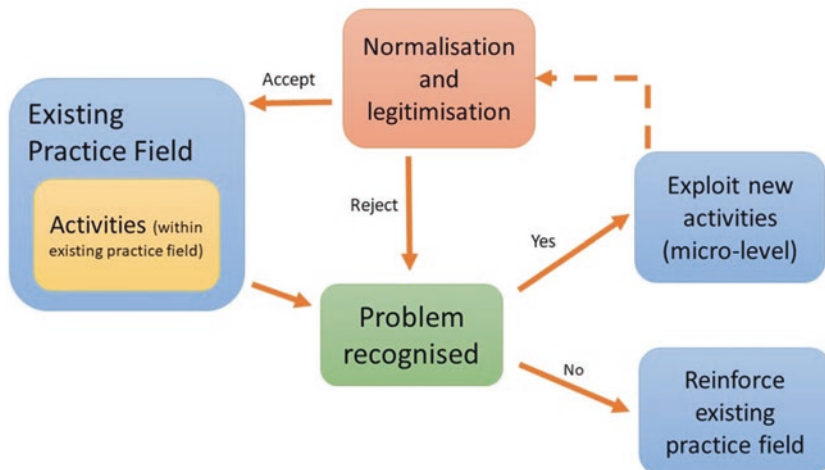 Normalisation
and
legitimisation
Accept
Existing
Practice Field
Activities (within
existing practice field)
Reject
Exploit new
activities
(micro-level)
Yes
Problem
recognised
No
Reinforce
existing
practice field